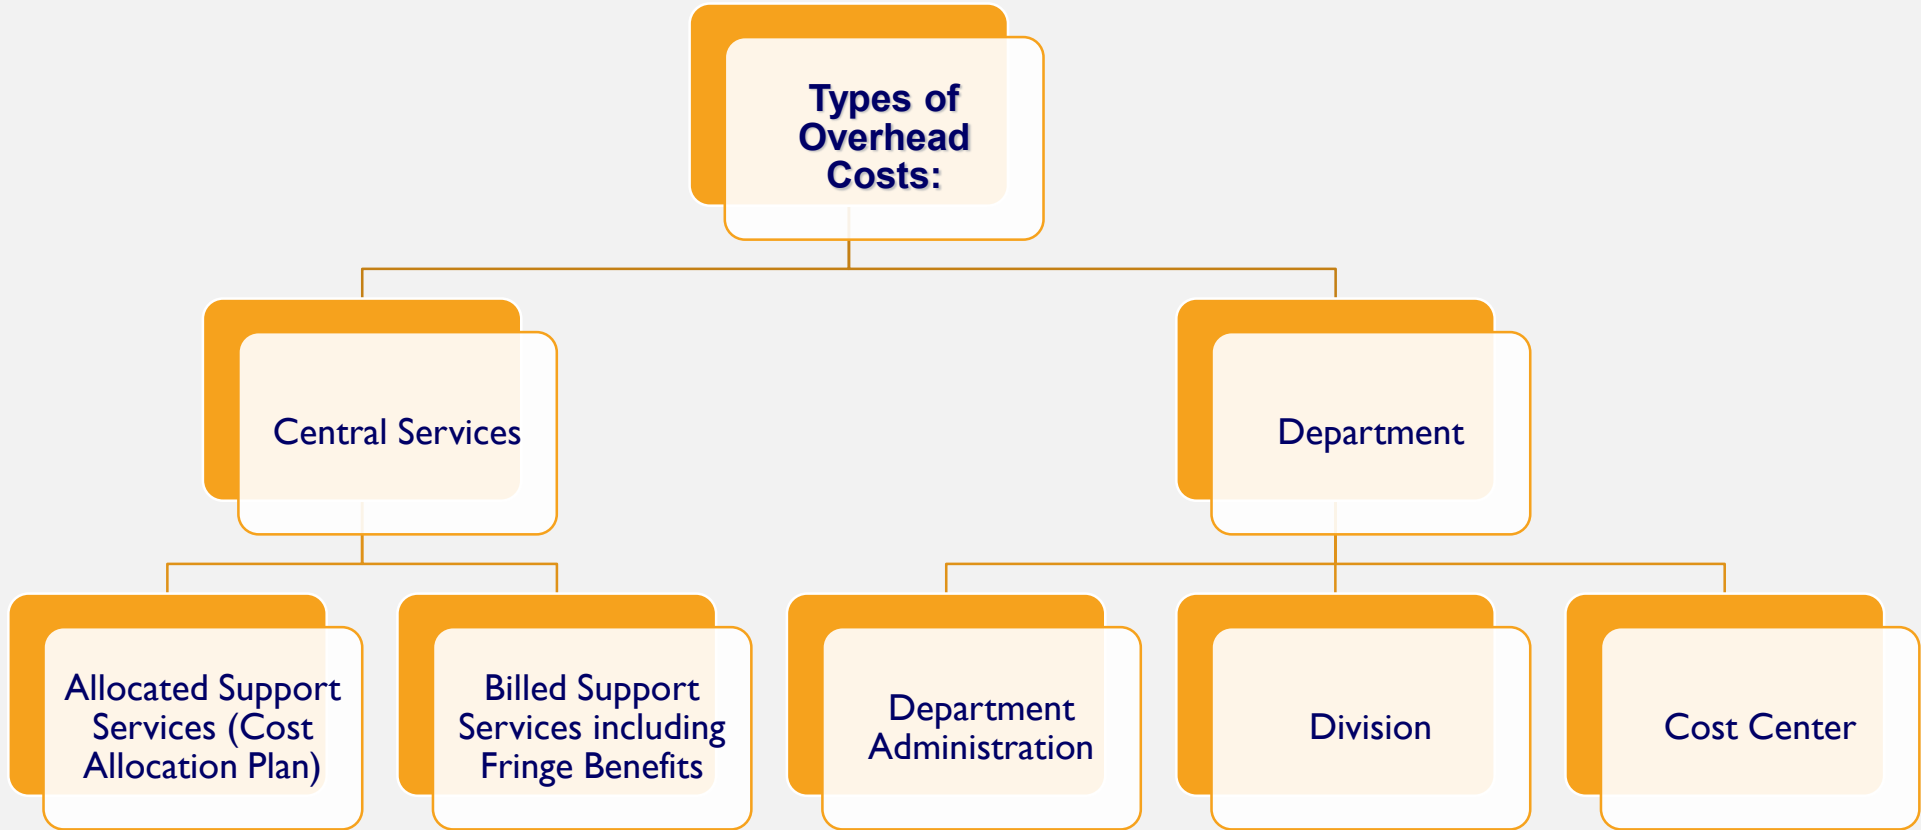 Types of
Overhead
Costs:
Central Services
Department
Allocated Support
Services (Cost
Allocation Plan)
Billed Support
Services including
Fringe Benefits
Department
Administration
Division
Cost Center